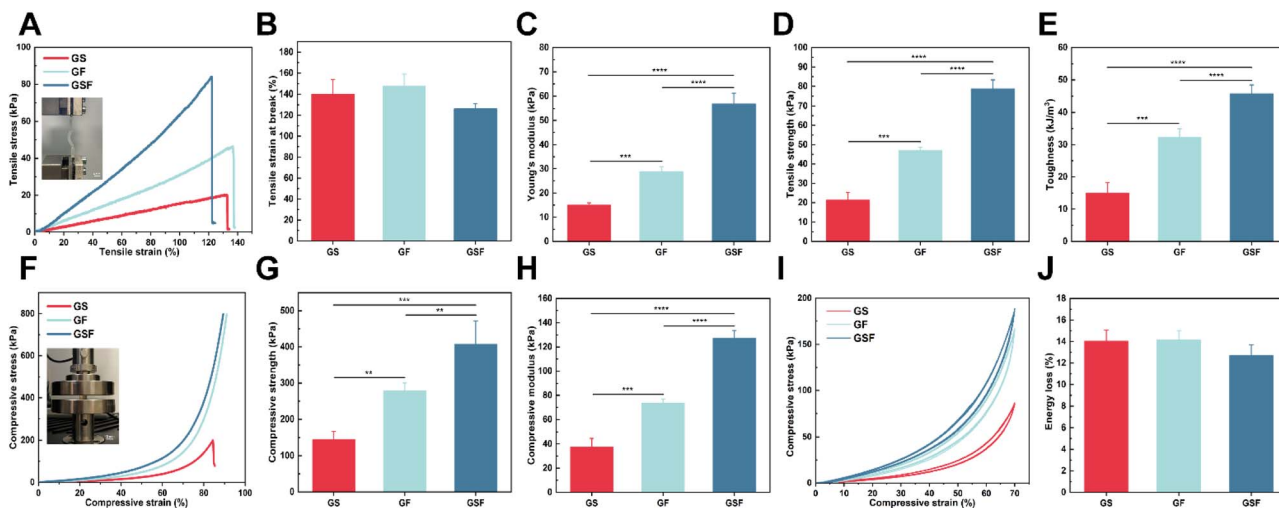 A
100
80
60
40
20
0
Tensile stress (kPa)
GS
GF
GSF
0 20 40 60 80 100 120 140
Tensile strain (%)
B
200
180
160
140
120
100
80
60
40
20
0
Tensile strain at break (%)
GS GF GSF
C
80
70
60
50
40
30
20
10
0
Young's modulus (kPa)
****
****
***
GS GF GSF
D
100
90
80
70
60
50
40
30
20
10
0
Tensile strength (kPa)
****
****
***
GS GF GSF
E
60
50
40
30
20
10
0
Toughness (kJ/m³)
****
****
***
GS GF GSF
F
800
600
400
200
0
Compressive stress (kPa)
GS
GF
GSF
0 20 40 60 80 100
Compressive strain (%)
G
500
450
400
350
300
250
200
150
100
50
0
Compressive strength (kPa)
***
**
**
GS GF GSF
H
160
140
120
100
80
60
40
20
0
Compressive modulus (kPa)
****
****
***
GS GF GSF
I
200
150
100
50
0
Compressive stress (kPa)
GS
GF
GSF
0 10 20 30 40 50 60 70
Compressive strain (%)
J
18
16
14
12
10
8
6
4
2
0
Energy loss (%)
GS GF GSF